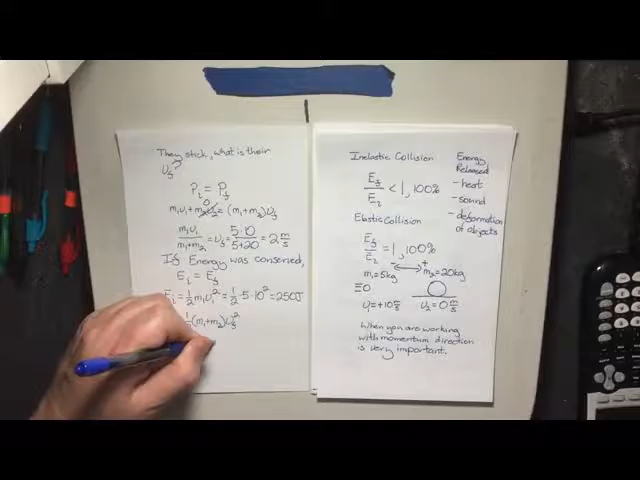 They stick, what is their
v_f?
P_i = P_f
m₁v₁ + m₂v₂⁰ = (m₁+m₂)v_f
m₁v₁/(m₁+m₂) = v_f = 5·10/(5+20) = 2 m/s
If Energy was conserved,
E_i = E_f
E_i = ½m₁v₁² = ½·5·10² = 250J
½(m₁+m₂)v_f²
Inelastic Collision
E_f/E_i < 1, 100%
Elastic Collision
E_f/E_i = 1, 100%
- +
m₁=5kg m₂=20kg
v₁=+10 m/s v₂=0 m/s
When you are working
with momentum direction
is very important.
Energy
Released
- heat
- sound
- deformation
of objects